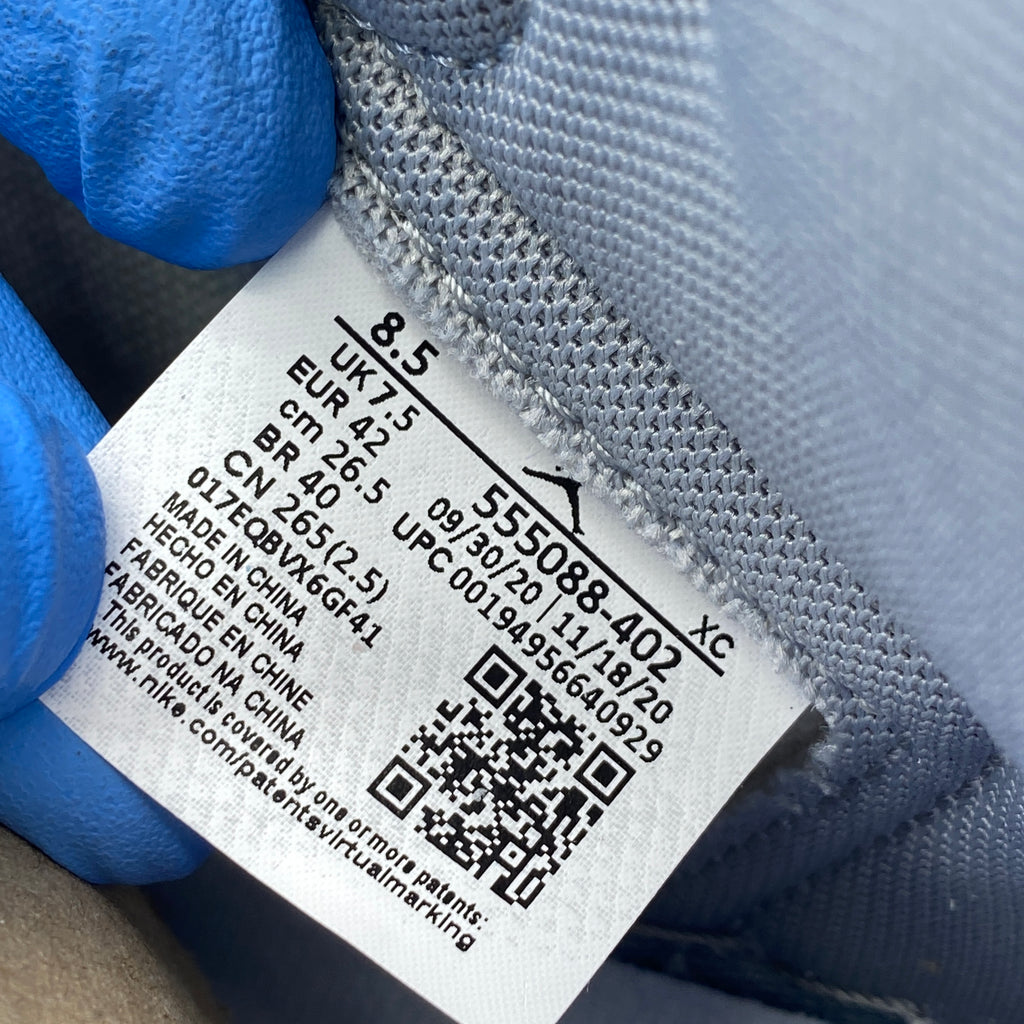 8.5
UK 7.5
EUR 42
cm 26.5
BR 40
CN 265(2.5)
017EQBVX6GF41
MADE IN CHINA
HECHO EN CHINA
FABRIQUE EN CHINE
FABRICADO NA CHINA
This product is covered by one or more patents:
www.nike.com/patentsvirtualmarking
XC
555088-402
09/30/20 | 11/18/20
UPC 00194956640929